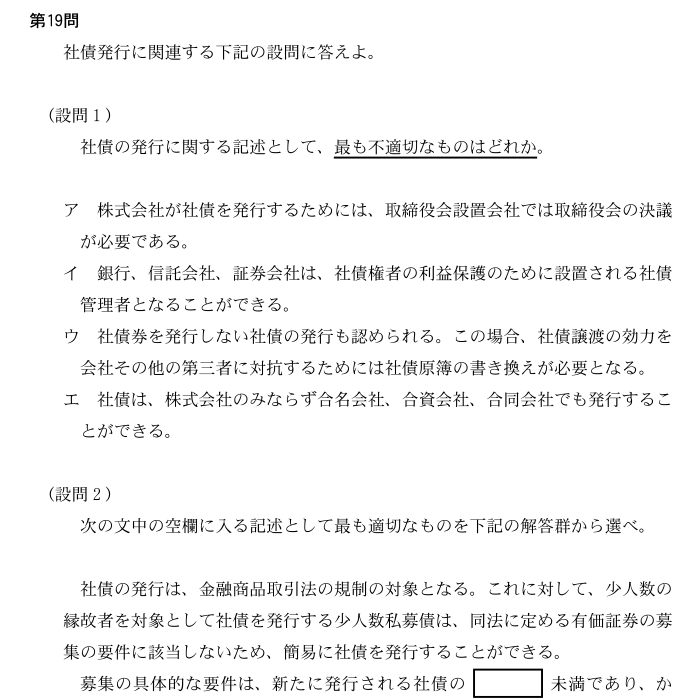 第19問
社債発行に関連する下記の設問に答えよ。
（設問1）
社債の発行に関する記述として、最も不適切なものはどれか。
ア　株式会社が社債を発行するためには、取締役会設置会社では取締役会の決議
が必要である。
イ　銀行、信託会社、証券会社は、社債権者の利益保護のために設置される社債
管理者となることができる。
ウ　社債券を発行しない社債の発行も認められる。この場合、社債譲渡の効力を
会社その他の第三者に対抗するためには社債原簿の書き換えが必要となる。
エ　社債は、株式会社のみならず合名会社、合資会社、合同会社でも発行するこ
とができる。
（設問2）
次の文中の空欄に入る記述として最も適切なものを下記の解答群から選べ。
社債の発行は、金融商品取引法の規制の対象となる。これに対して、少人数の
縁故者を対象として社債を発行する少人数私募債は、同法に定める有価証券の募
集の要件に該当しないため、簡易に社債を発行することができる。
募集の具体的な要件は、新たに発行される社債の　　　未満であり、か